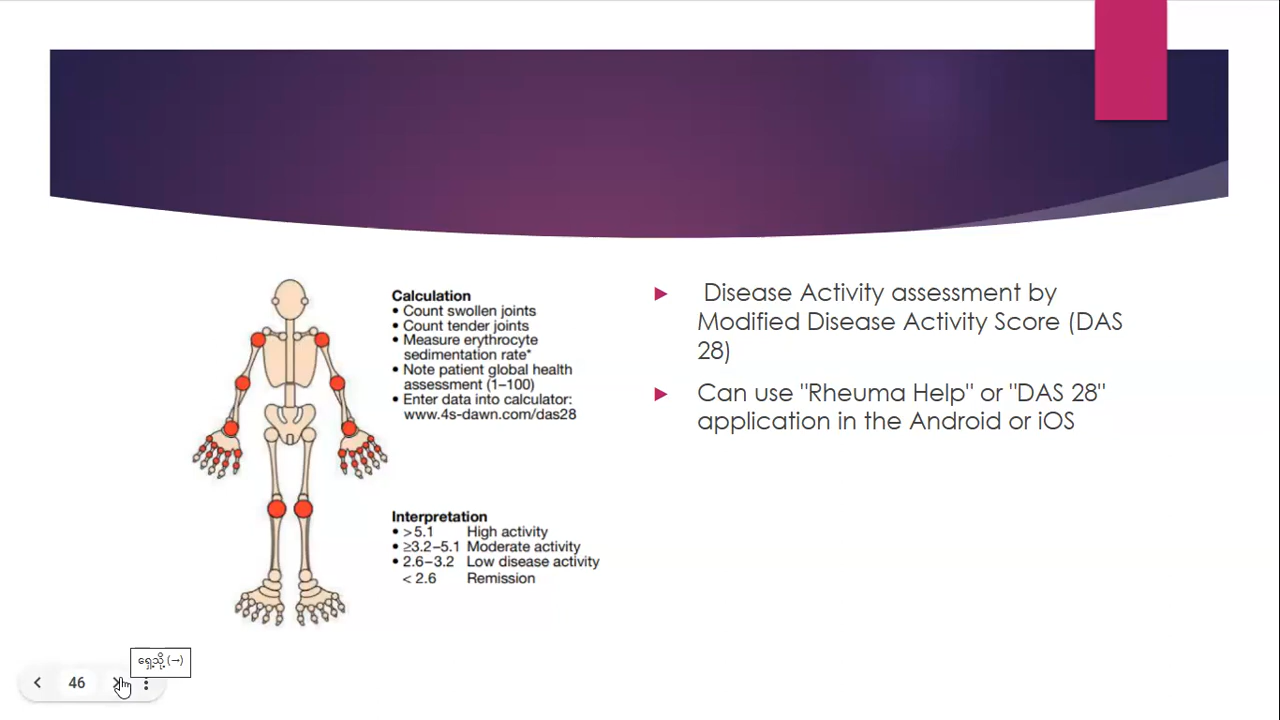 Calculation
• Count swollen joints
• Count tender joints
• Measure erythrocyte
sedimentation rate*
• Note patient global health
assessment (1–100)
• Enter data into calculator:
www.4s-dawn.com/das28
Interpretation
• > 5.1 High activity
• ≥3.2–5.1 Moderate activity
• 2.6–3.2 Low disease activity
< 2.6 Remission
Disease Activity assessment by
Modified Disease Activity Score (DAS
28)
Can use "Rheuma Help" or "DAS 28"
application in the Android or iOS
ရှေ့သို့ (→)
46